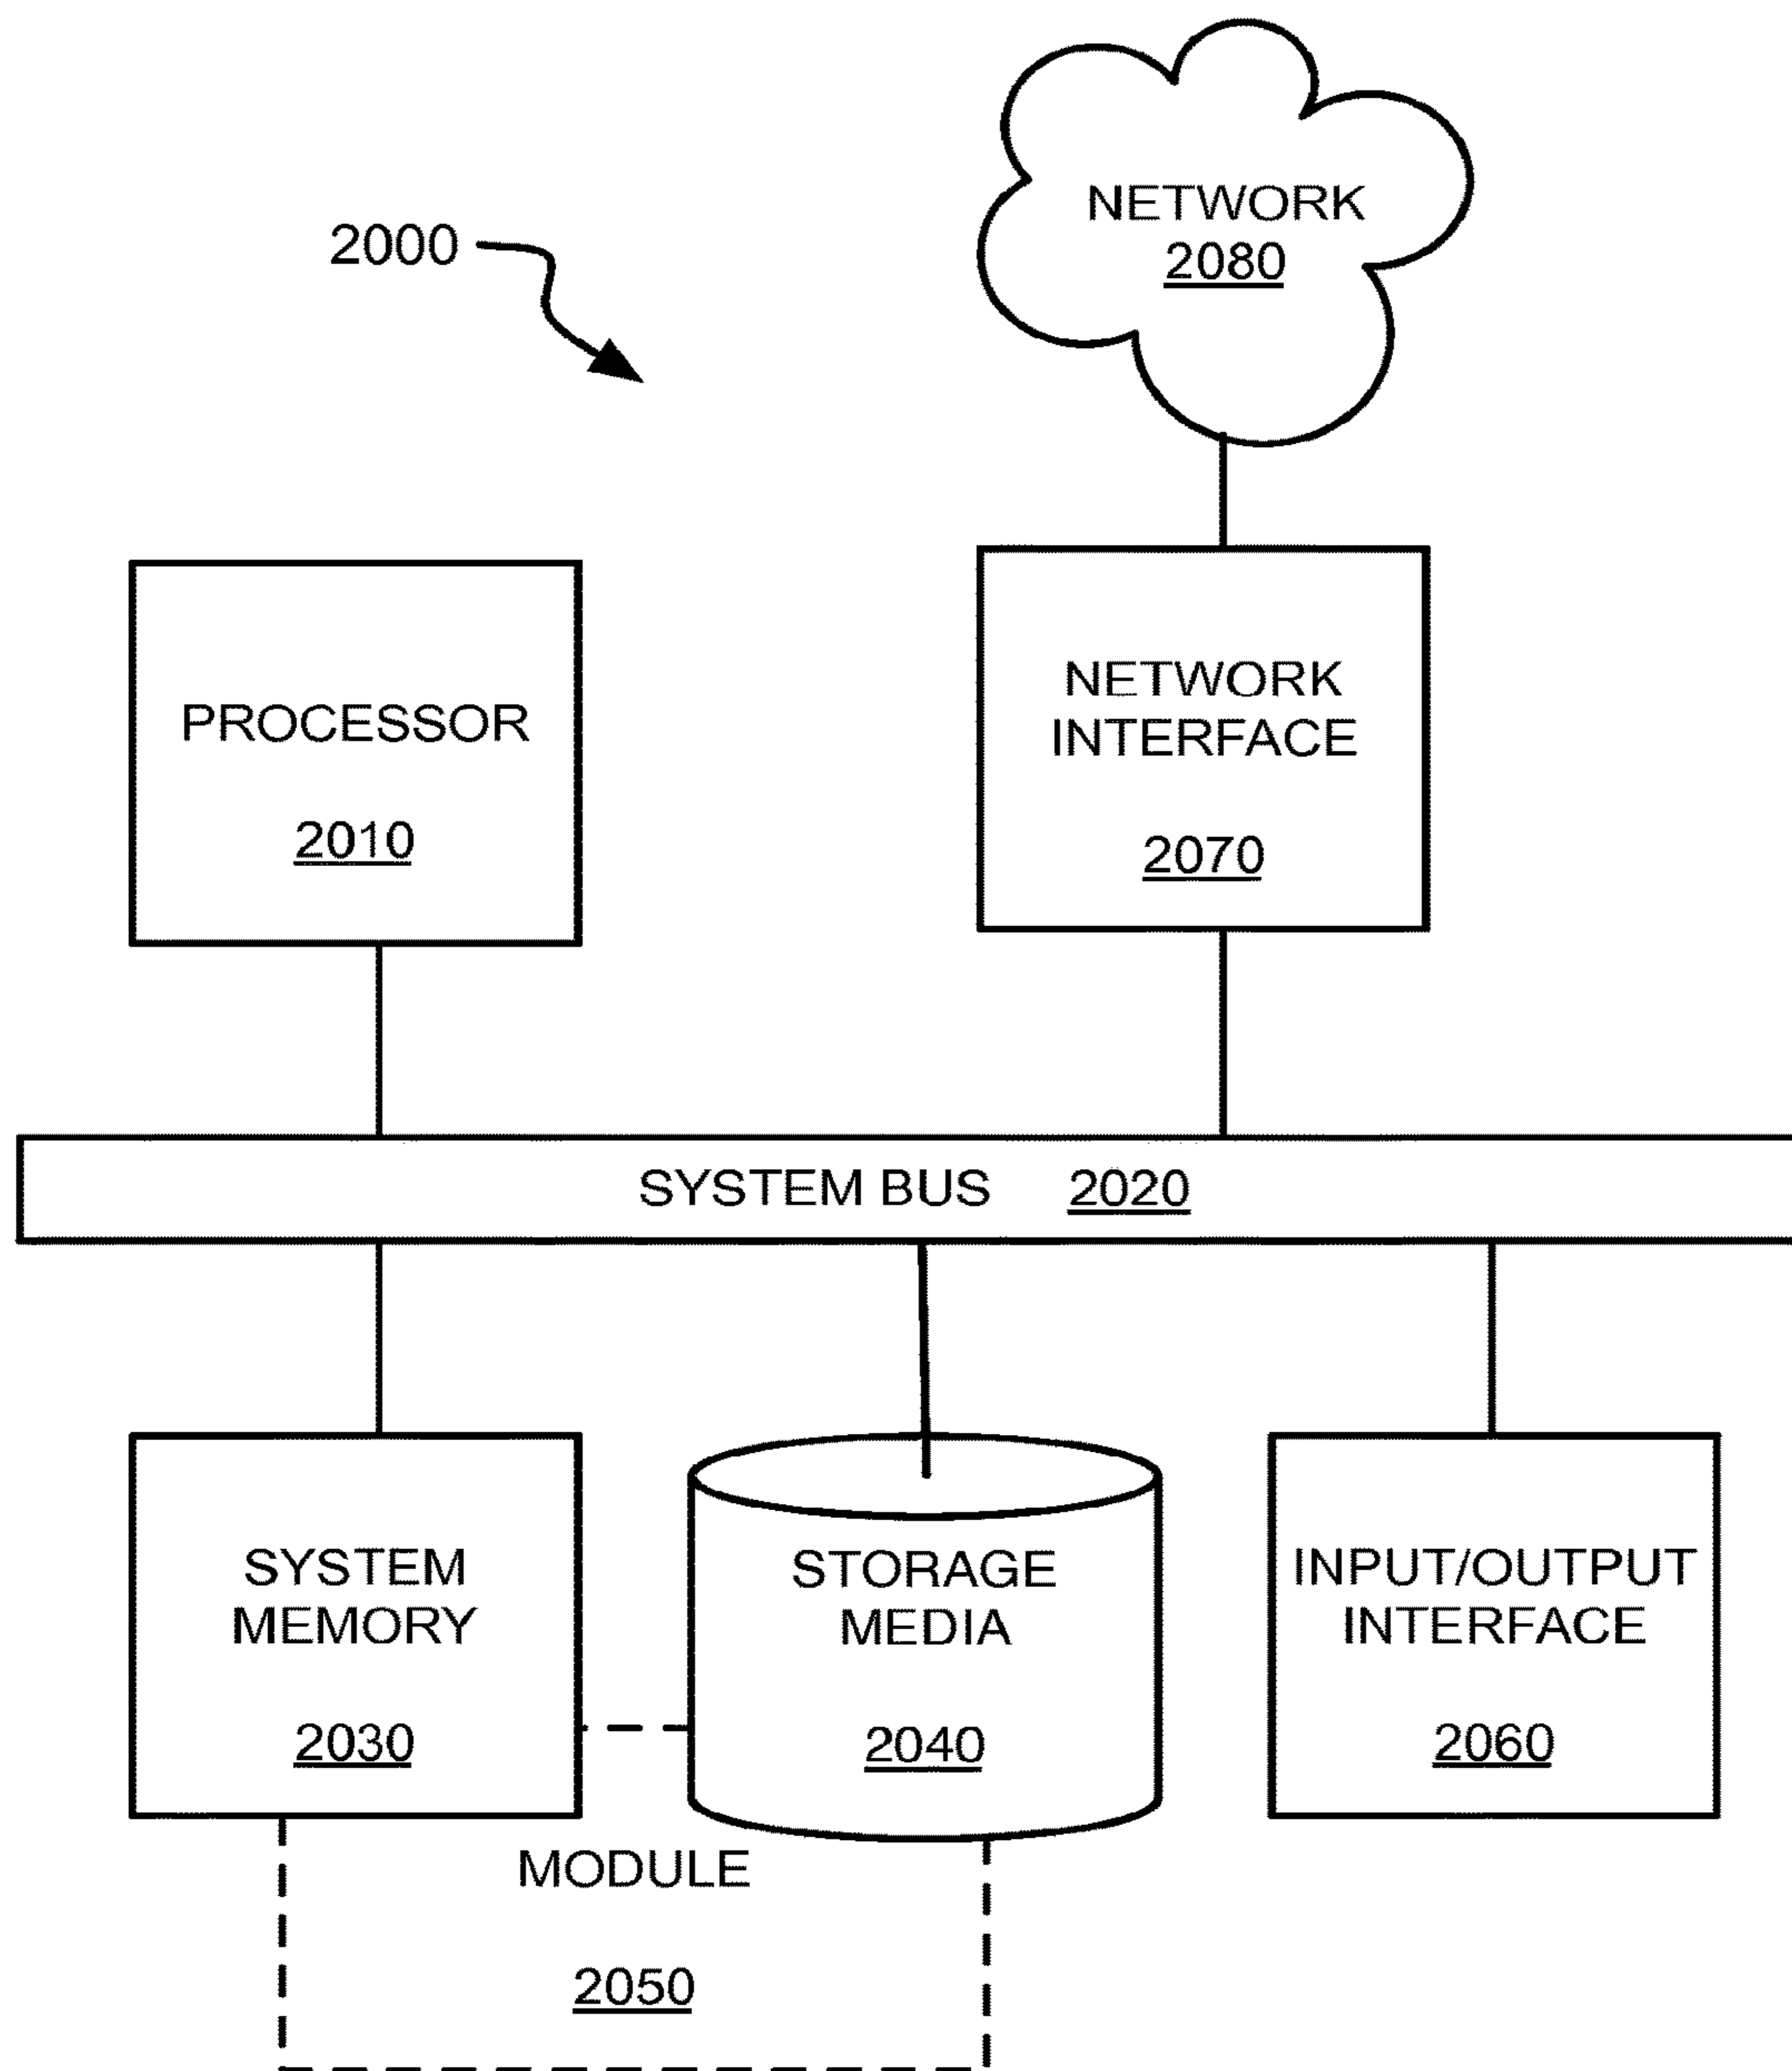 NETWORK
2080
2000
PROCESSOR
2010
NETWORK
INTERFACE
2070
SYSTEM BUS 2020
SYSTEM
MEMORY
2030
STORAGE
MEDIA
2040
INPUT/OUTPUT
INTERFACE
2060
MODULE
2050